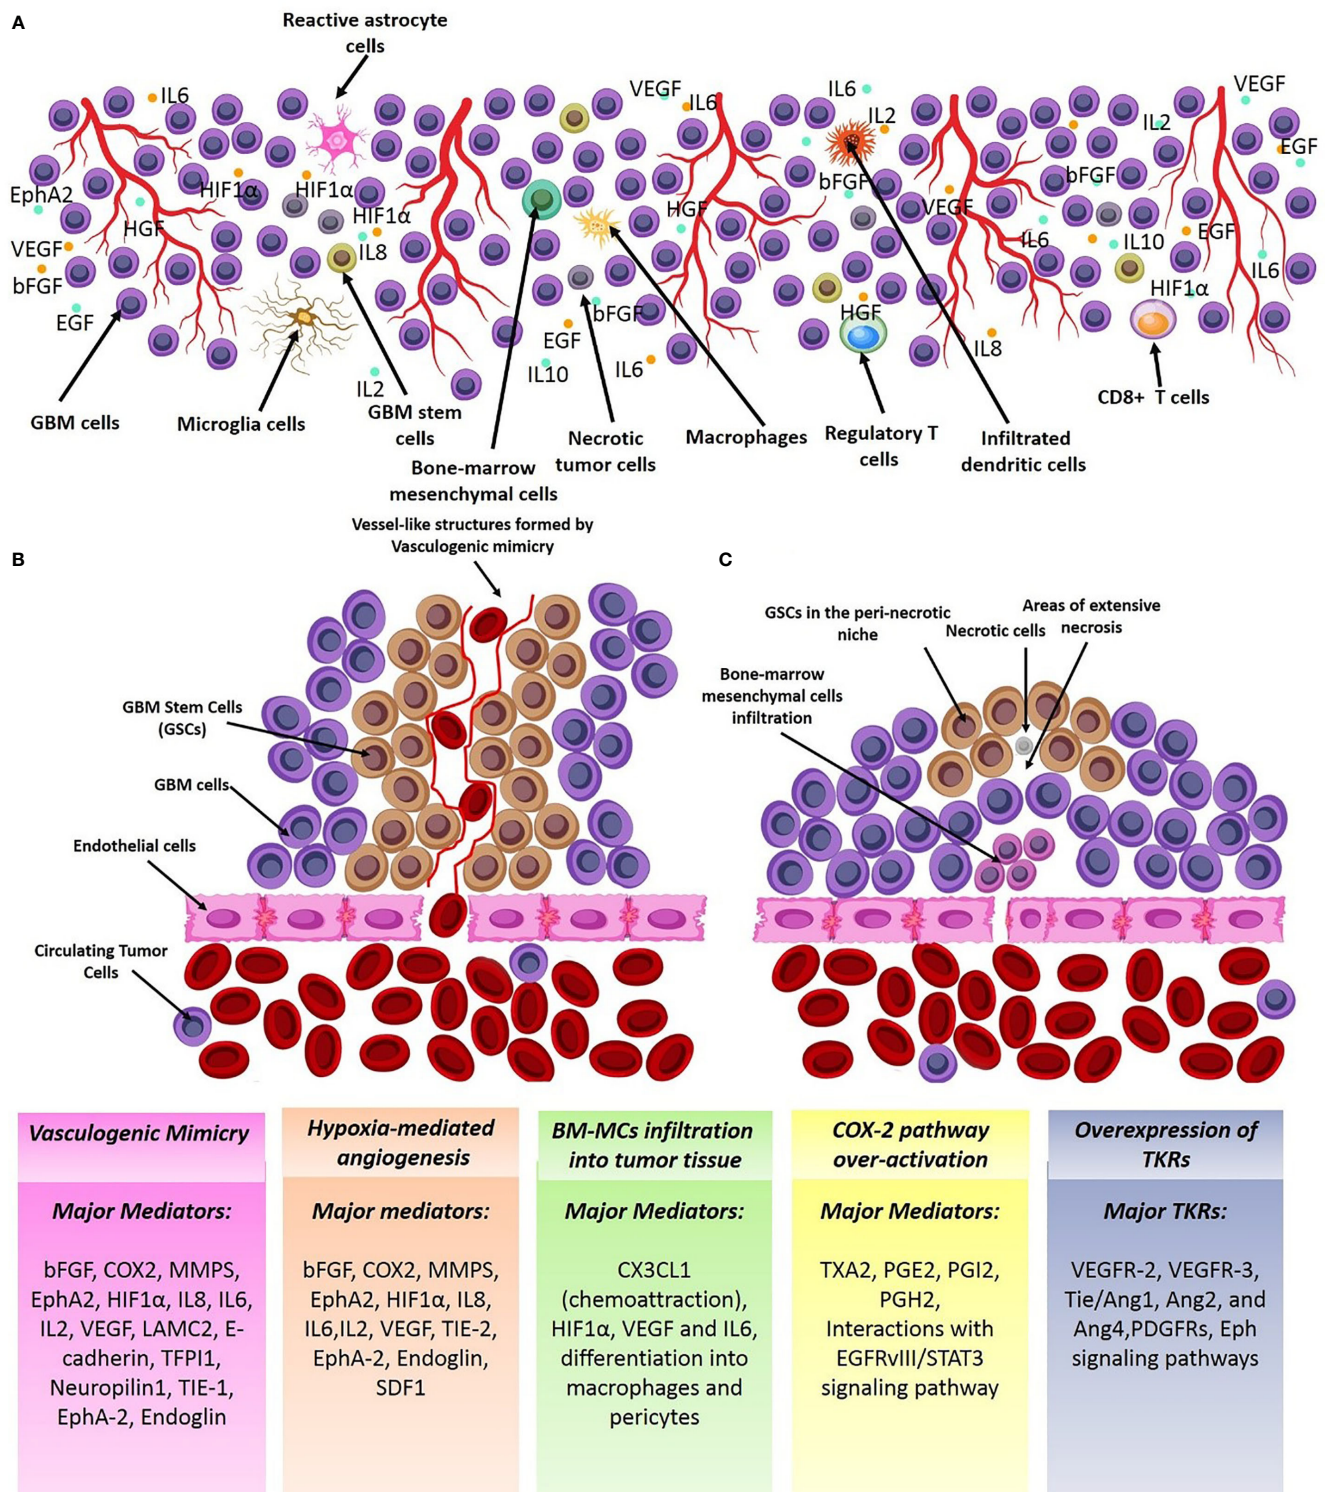 A
Reactive astrocyte
cells
IL6
VEGF
IL6
IL6
IL2
IL2
VEGF
EGF
EphA2
HIF1α
HIF1α
HIF1α
HGF
IL8
HGF
bFGF
VEGF
bFGF
VEGF
bFGF
EGF
IL6
IL10
EGF
IL6
HIF1α
bFGF
EGF
IL10
IL6
HGF
IL8
IL2
GBM cells
Microglia cells
GBM stem
cells
Bone-marrow
mesenchymal cells
Necrotic
tumor cells
Macrophages
Regulatory T
cells
Infiltrated
dendritic cells
CD8+ T cells
B
Vessel-like structures formed by
Vasculogenic mimicry
GBM Stem Cells
(GSCs)
GBM cells
Endothelial cells
Circulating Tumor
Cells
C
GSCs in the peri-necrotic
niche
Necrotic cells
Areas of extensive
necrosis
Bone-marrow
mesenchymal cells
infiltration
Vasculogenic Mimicry
Major Mediators:
bFGF, COX2, MMPS,
EphA2, HIF1α, IL8, IL6,
IL2, VEGF, LAMC2, E-
cadherin, TFPI1,
Neuropilin1, TIE-1,
EphA-2, Endoglin
Hypoxia-mediated
angiogenesis
Major mediators:
bFGF, COX2, MMPS,
EphA2, HIF1α, IL8,
IL6,IL2, VEGF, TIE-2,
EphA-2, Endoglin,
SDF1
BM-MCs infiltration
into tumor tissue
Major Mediators:
CX3CL1
(chemoattraction),
HIF1α, VEGF and IL6,
differentiation into
macrophages and
pericytes
COX-2 pathway
over-activation
Major Mediators:
TXA2, PGE2, PGI2,
PGH2,
Interactions with
EGFRvIII/STAT3
signaling pathway
Overexpression of
TKRs
Major TKRs:
VEGFR-2, VEGFR-3,
Tie/Ang1, Ang2, and
Ang4,PDGFRs, Eph
signaling pathways